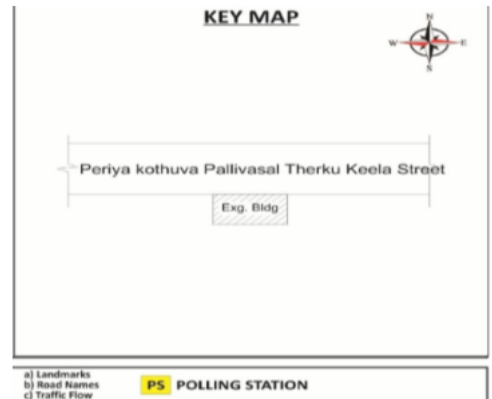 KEY MAP
N
W E
S
Periya kothuva Pallivasal Therku Keela Street
Exg. Bldg
a) Landmarks
b) Road Names
c) Traffic Flow
PS POLLING STATION